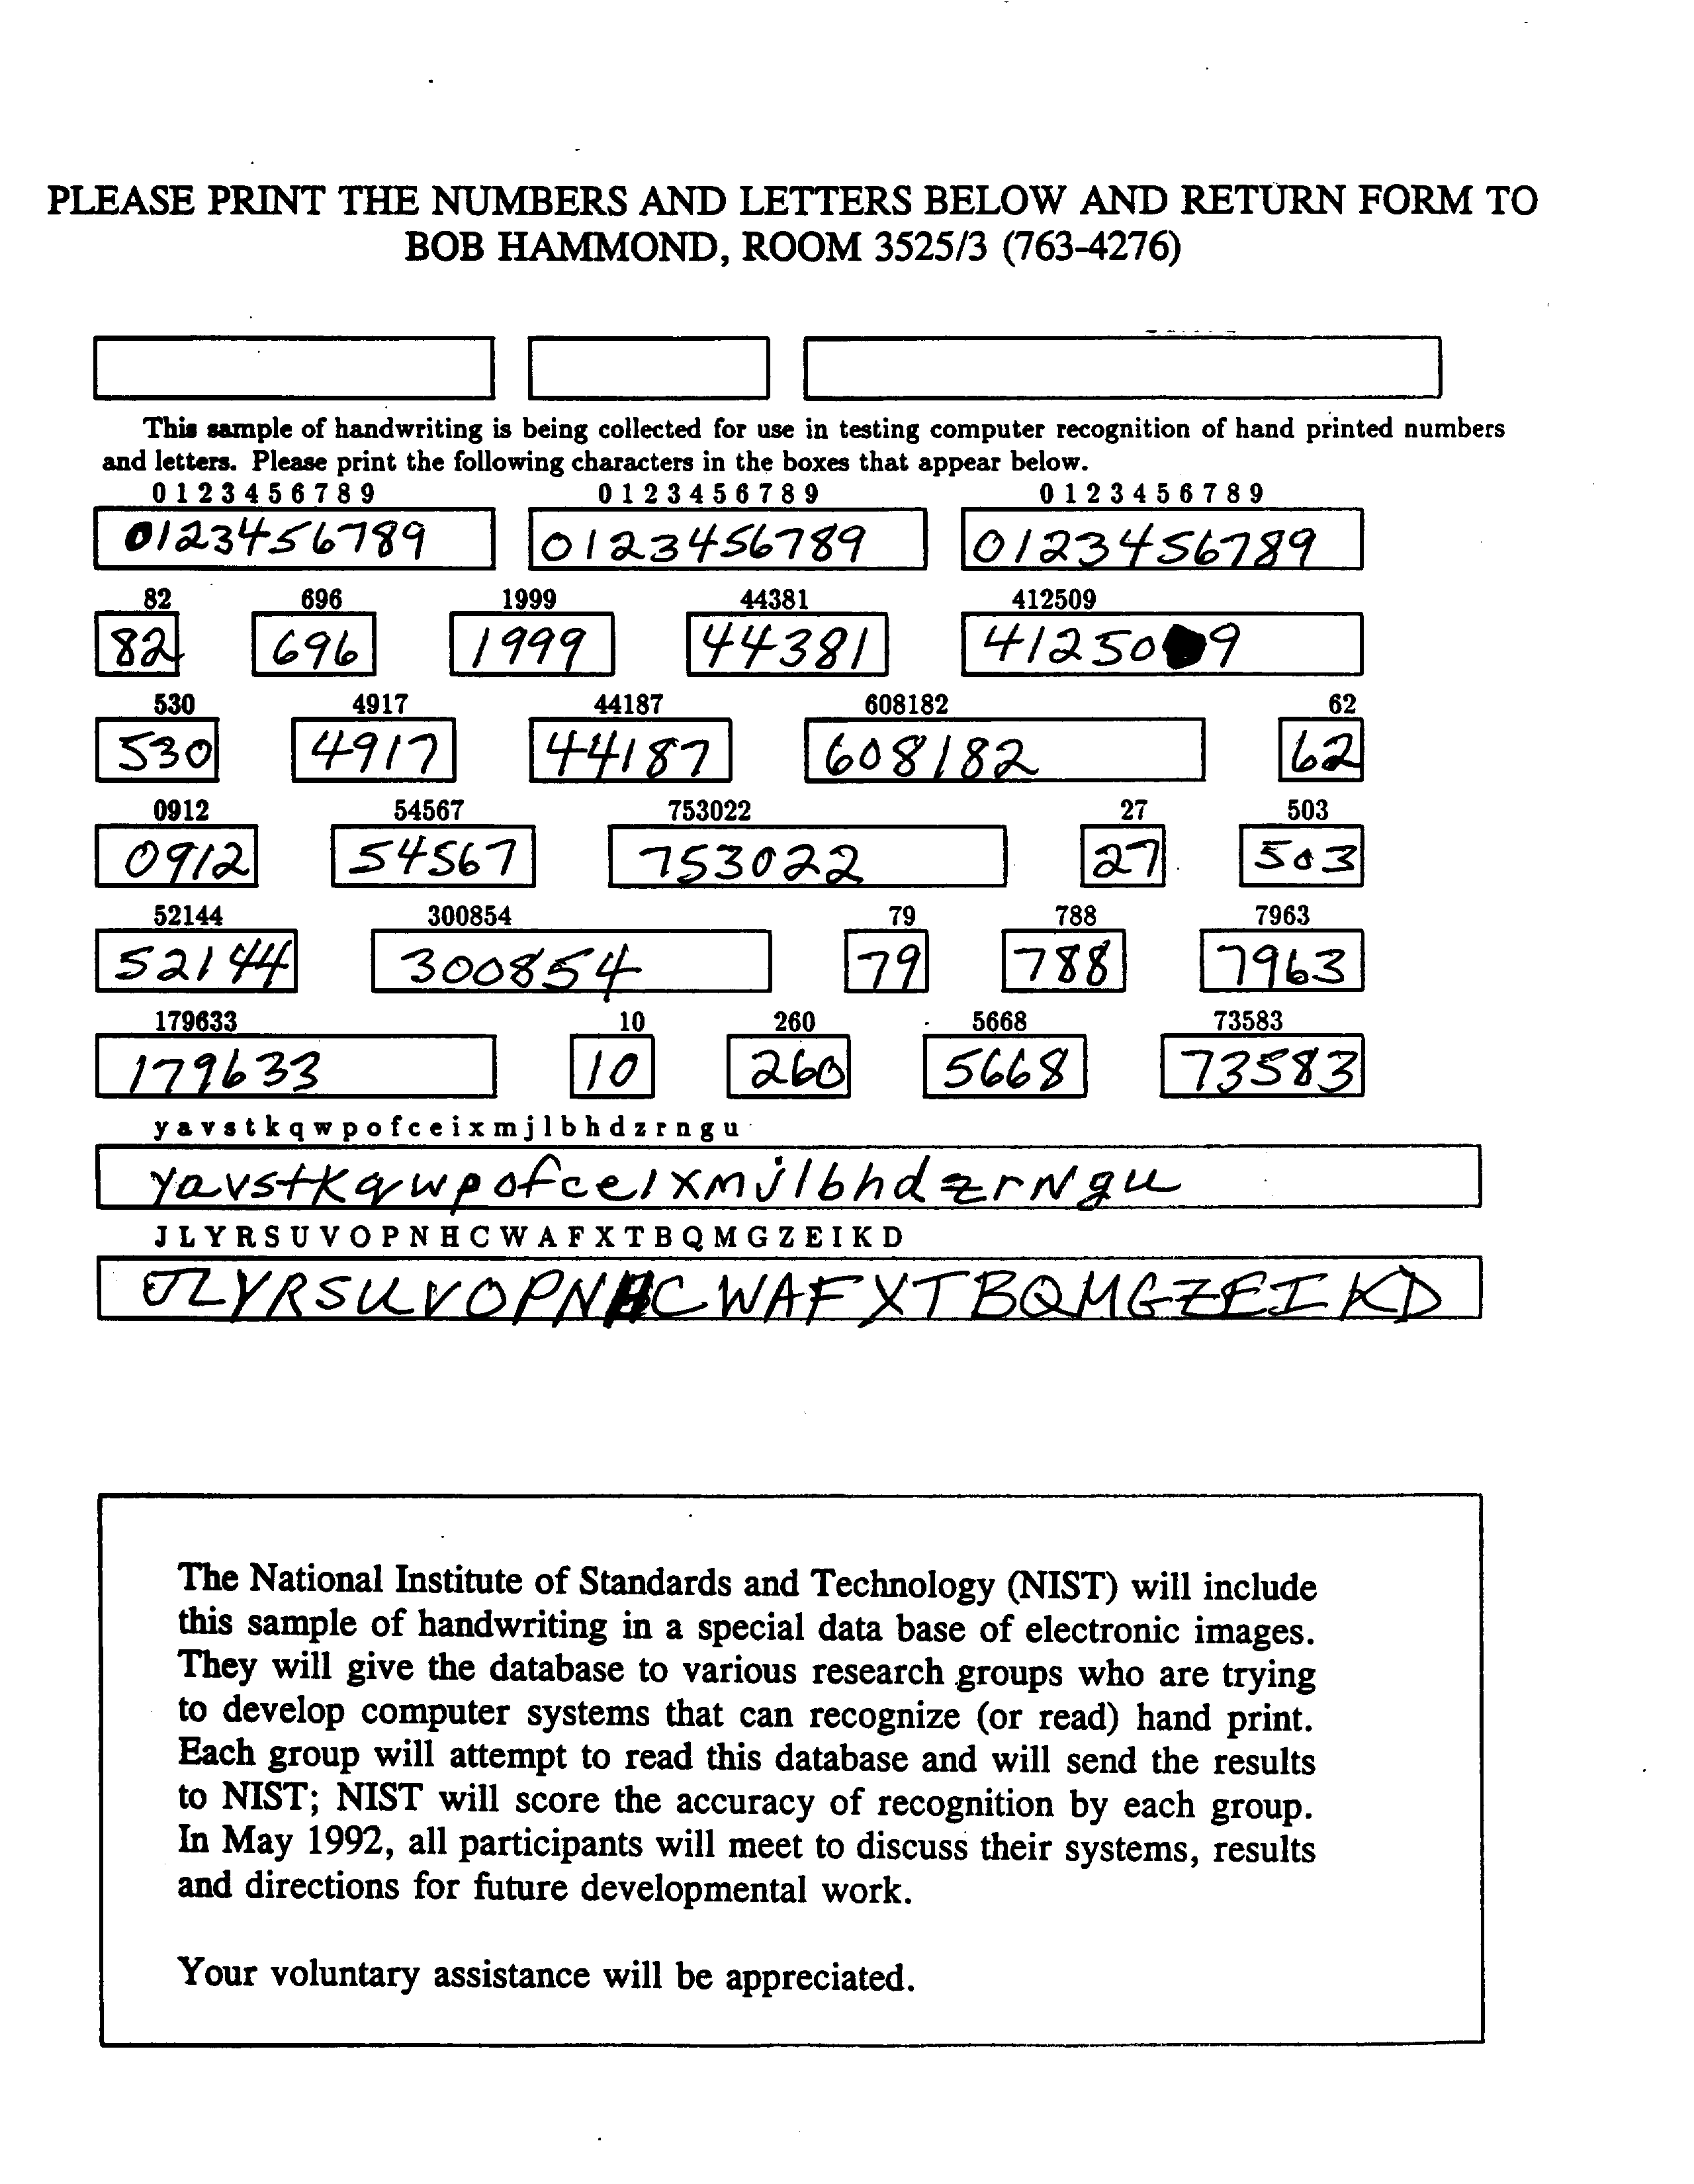 PLEASE PRINT THE NUMBERS AND LETTERS BELOW AND RETURN FORM TO
BOB HAMMOND, ROOM 3525/3 (763-4276)
This sample of handwriting is being collected for use in testing computer recognition of hand printed numbers
and letters. Please print the following characters in the boxes that appear below.
0 1 2 3 4 5 6 7 8 9 0 1 2 3 4 5 6 7 8 9 0 1 2 3 4 5 6 7 8 9
0123456789 0123456789 0123456789
82 696 1999 44381 412509
82 696 1999 44381 412509
530 4917 44187 608182 62
530 4917 44187 608182 62
0912 54567 753022 27 503
0912 54567 753022 27 503
52144 300854 79 788 7963
52144 300854 79 788 7963
179633 10 260 5668 73583
179633 10 260 5668 73583
y a v s t k q w p o f c e i x m j l b h d z r n g u
yavstkqwpofceixmjlbhdzrNgu
J L Y R S U V O P N H C W A F X T B Q M G Z E I K D
JLYRSUVOPNHCWAFXTBQMGZEIKD
The National Institute of Standards and Technology (NIST) will include
this sample of handwriting in a special data base of electronic images.
They will give the database to various research groups who are trying
to develop computer systems that can recognize (or read) hand print.
Each group will attempt to read this database and will send the results
to NIST; NIST will score the accuracy of recognition by each group.
In May 1992, all participants will meet to discuss their systems, results
and directions for future developmental work.
Your voluntary assistance will be appreciated.